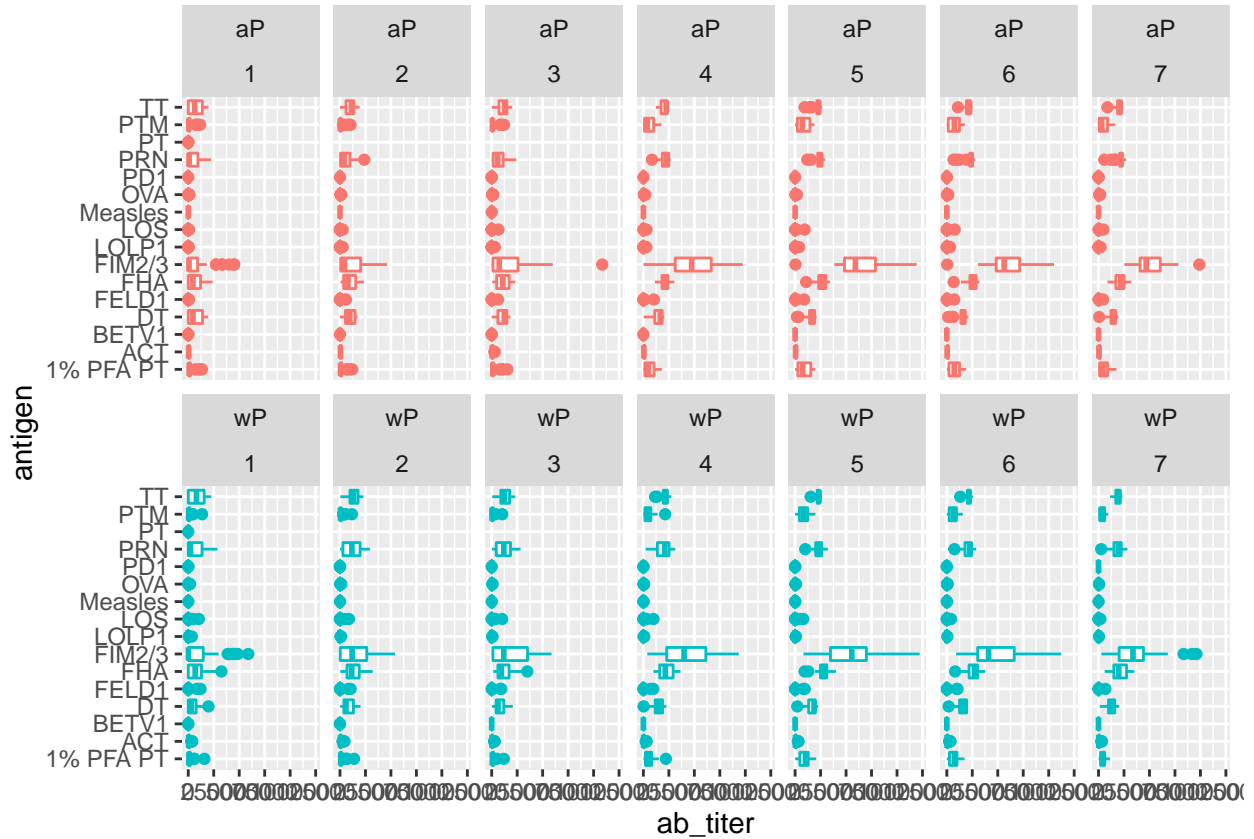 aP aP aP aP aP aP aP
1 2 3 4 5 6 7
TT
PTM
PT
PRN
PD1
OVA
Measles
LOS
LOLP1
FIM2/3
FHA
FELD1
DT
BETV1
ACT
1% PFA PT
antigen
wP wP wP wP wP wP wP
1 2 3 4 5 6 7
TT
PTM
PT
PRN
PD1
OVA
Measles
LOS
LOLP1
FIM2/3
FHA
FELD1
DT
BETV1
ACT
1% PFA PT
ab_titer